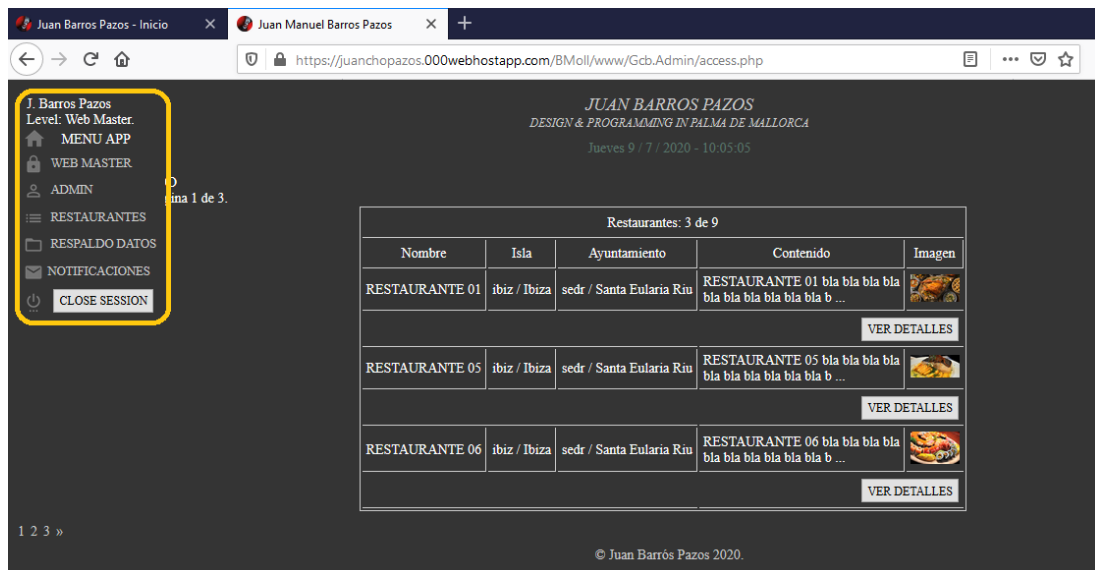 Juan Barros Pazos - Inicio
Juan Manuel Barros Pazos
https://juanchopazos.000webhostapp.com/BMoll/www/Gcb.Admin/access.php
J. Barros Pazos
Level: Web Master.
MENU APP
WEB MASTER
ADMIN
RESTAURANTES
RESPALDO DATOS
NOTIFICACIONES
CLOSE SESSION
JUAN BARROS PAZOS
DESIGN & PROGRAMMING IN PALMA DE MALLORCA
Jueves 9 / 7 / 2020 - 10:05:05
gina 1 de 3.
Restaurantes: 3 de 9
Nombre Isla Ayuntamiento Contenido Imagen
RESTAURANTE 01 ibiz / Ibiza sedr / Santa Eularia Riu RESTAURANTE 01 bla bla bla bla
bla bla bla bla bla bla b ...
VER DETALLES
RESTAURANTE 05 ibiz / Ibiza sedr / Santa Eularia Riu RESTAURANTE 05 bla bla bla bla
bla bla bla bla bla bla b ...
VER DETALLES
RESTAURANTE 06 ibiz / Ibiza sedr / Santa Eularia Riu RESTAURANTE 06 bla bla bla bla
bla bla bla bla bla bla b ...
VER DETALLES
1 2 3 »
© Juan Barrós Pazos 2020.